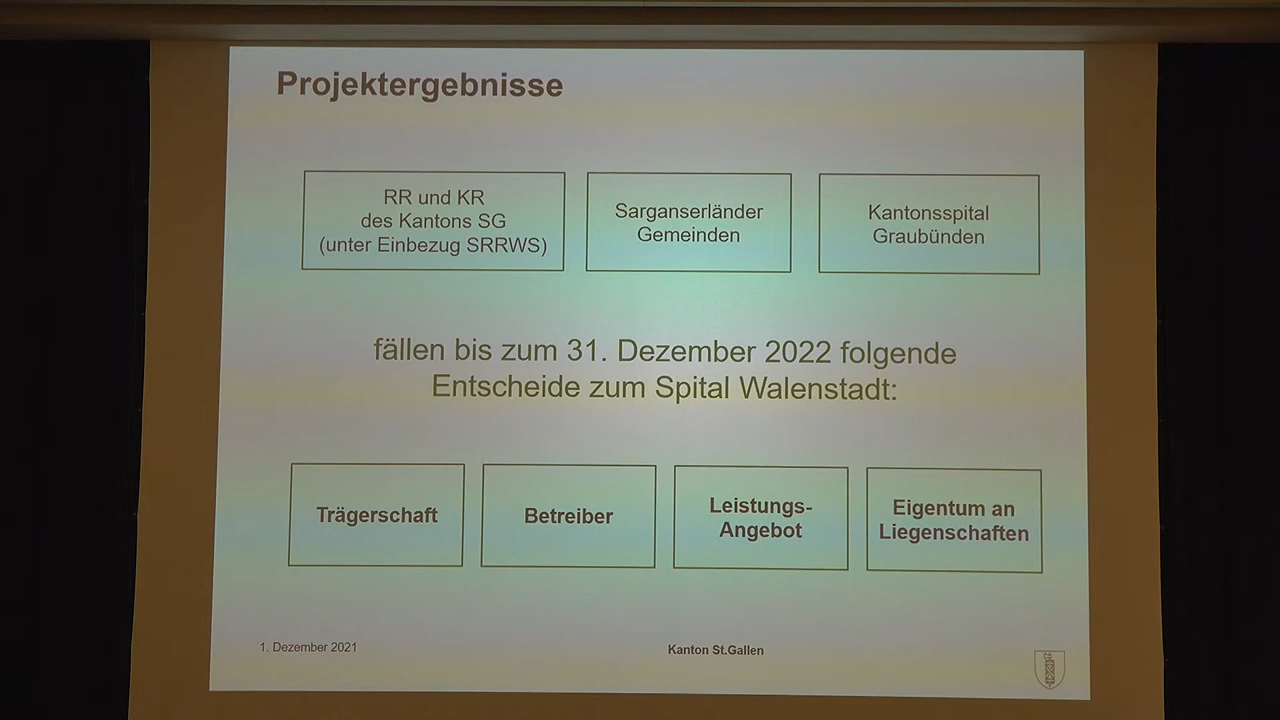 Projektergebnisse
RR und KR
des Kantons SG
(unter Einbezug SRRWS)
Sarganserländer
Gemeinden
Kantonsspital
Graubünden
fällen bis zum 31. Dezember 2022 folgende
Entscheide zum Spital Walenstadt:
Trägerschaft
Betreiber
Leistungs-
Angebot
Eigentum an
Liegenschaften
1. Dezember 2021
Kanton St.Gallen